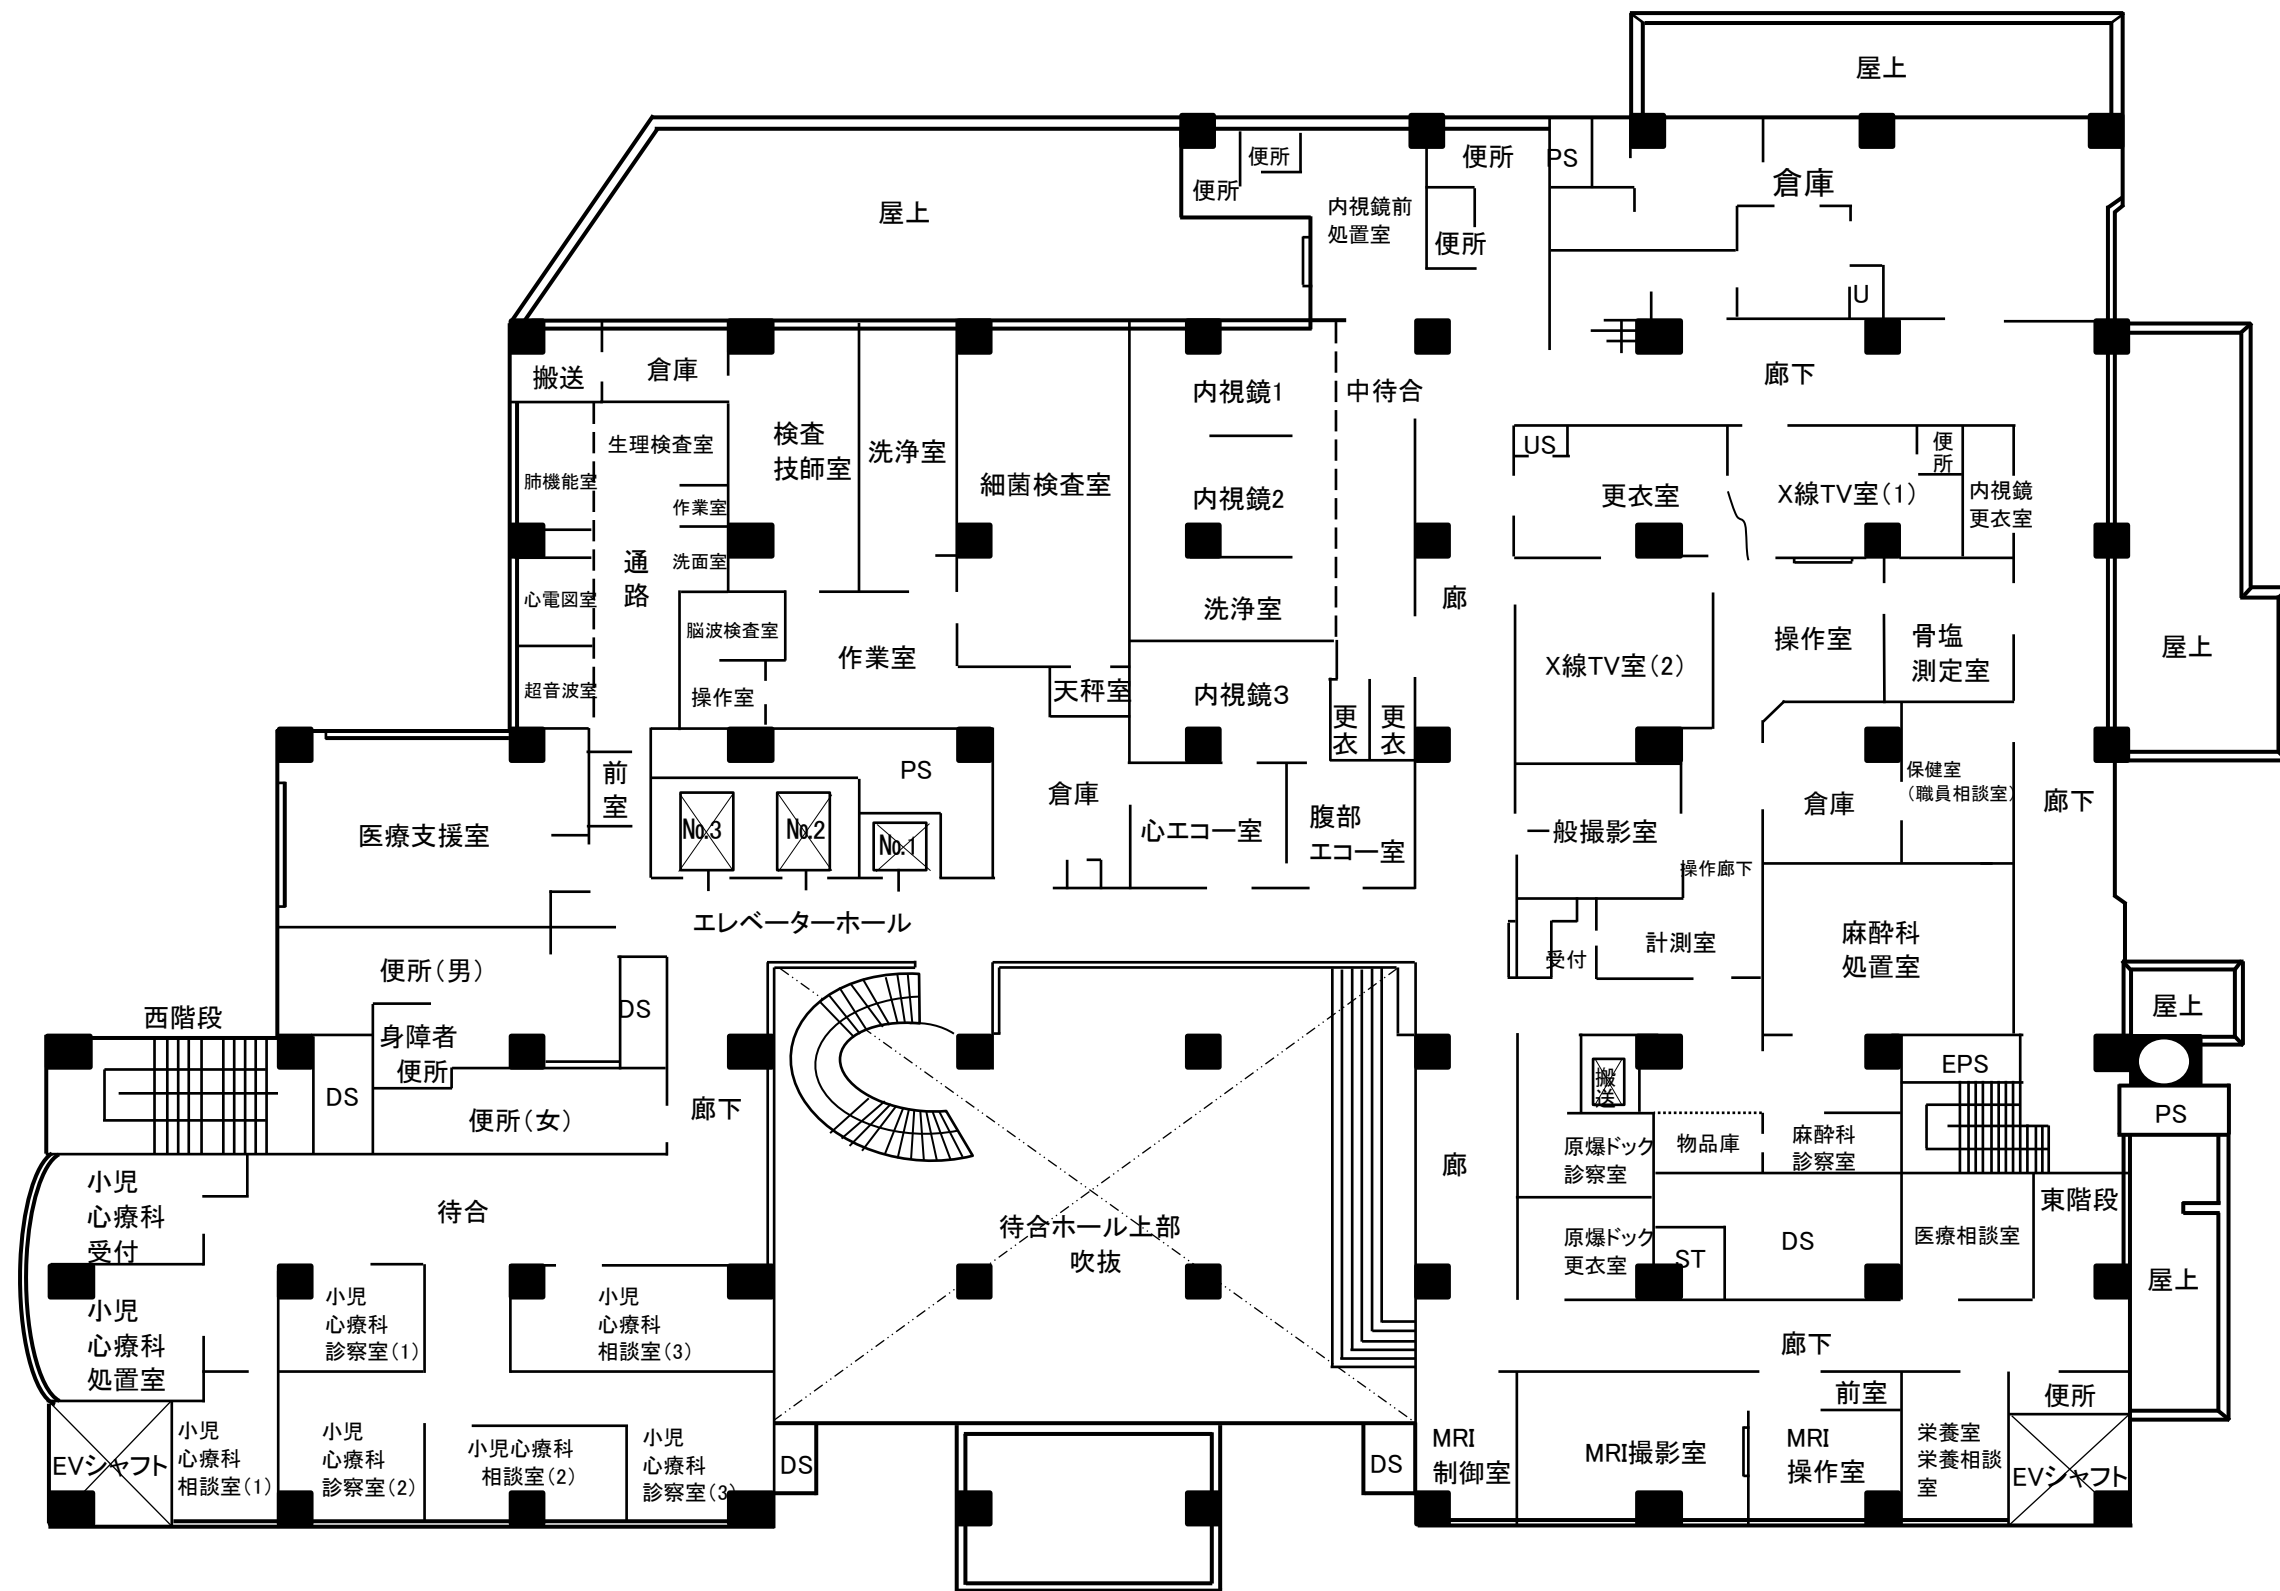 屋上
屋上
便所
便所
便所
便所
PS
倉庫
内視鏡前
処置室
U
搬送
倉庫
内視鏡1
中待合
廊下
生理検査室
検査
技師室
洗浄室
細菌検査室
肺機能室
作業室
内視鏡2
US
更衣室
X線TV室(1)
便
所
内視鏡
更衣室
通
路
洗面室
心電図室
洗浄室
廊
脳波検査室
作業室
X線TV室(2)
操作室
骨塩
測定室
屋上
超音波室
操作室
天秤室
内視鏡3
更
衣
更
衣
前
室
PS
No.3
No.2
No.1
倉庫
医療支援室
心エコー室
腹部
エコー室
一般撮影室
操作廊下
倉庫
保健室
(職員相談室)
廊下
エレベーターホール
受付
計測室
麻酔科
処置室
便所(男)
DS
屋上
西階段
身障者
便所
DS
便所(女)
廊下
搬
送
EPS
PS
廊
原爆ドック
診察室
物品庫
麻酔科
診察室
小児
心療科
受付
待合
待合ホール上部
吹抜
原爆ドック
更衣室
ST
DS
医療相談室
東階段
屋上
小児
心療科
処置室
小児
心療科
診察室(1)
小児
心療科
相談室(3)
廊下
前室
便所
EVシャフト
小児
心療科
相談室(1)
小児
心療科
診察室(2)
小児心療科
相談室(2)
小児
心療科
診察室(3)
DS
DS
MRI
制御室
MRI撮影室
MRI
操作室
栄養室
栄養相談
室
EVシャフト